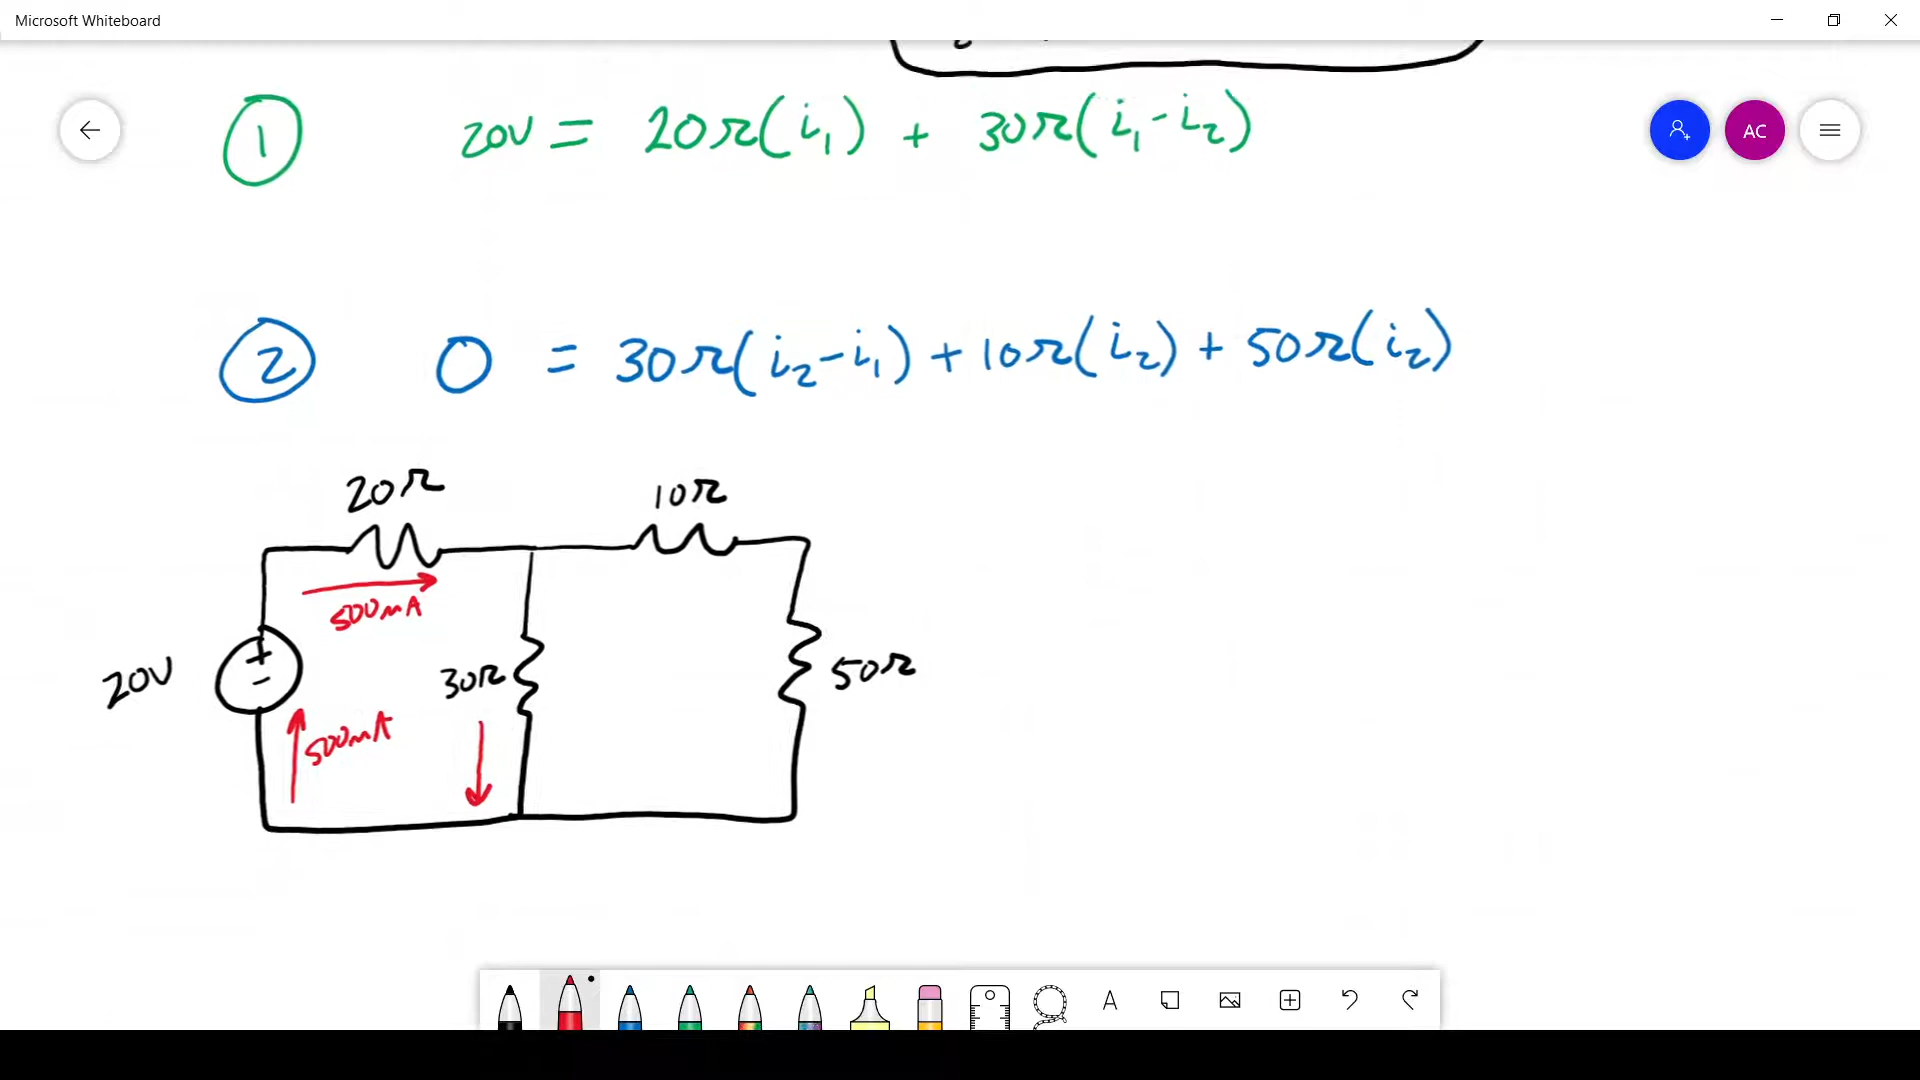 Microsoft Whiteboard
① 20V = 20Ω(i₁) + 30Ω(i₁-i₂)
AC
② 0 = 30Ω(i₂-i₁) + 10Ω(i₂) + 50Ω(i₂)
20Ω
10Ω
500mA
20V
+
-
30Ω
50Ω
500mA
A